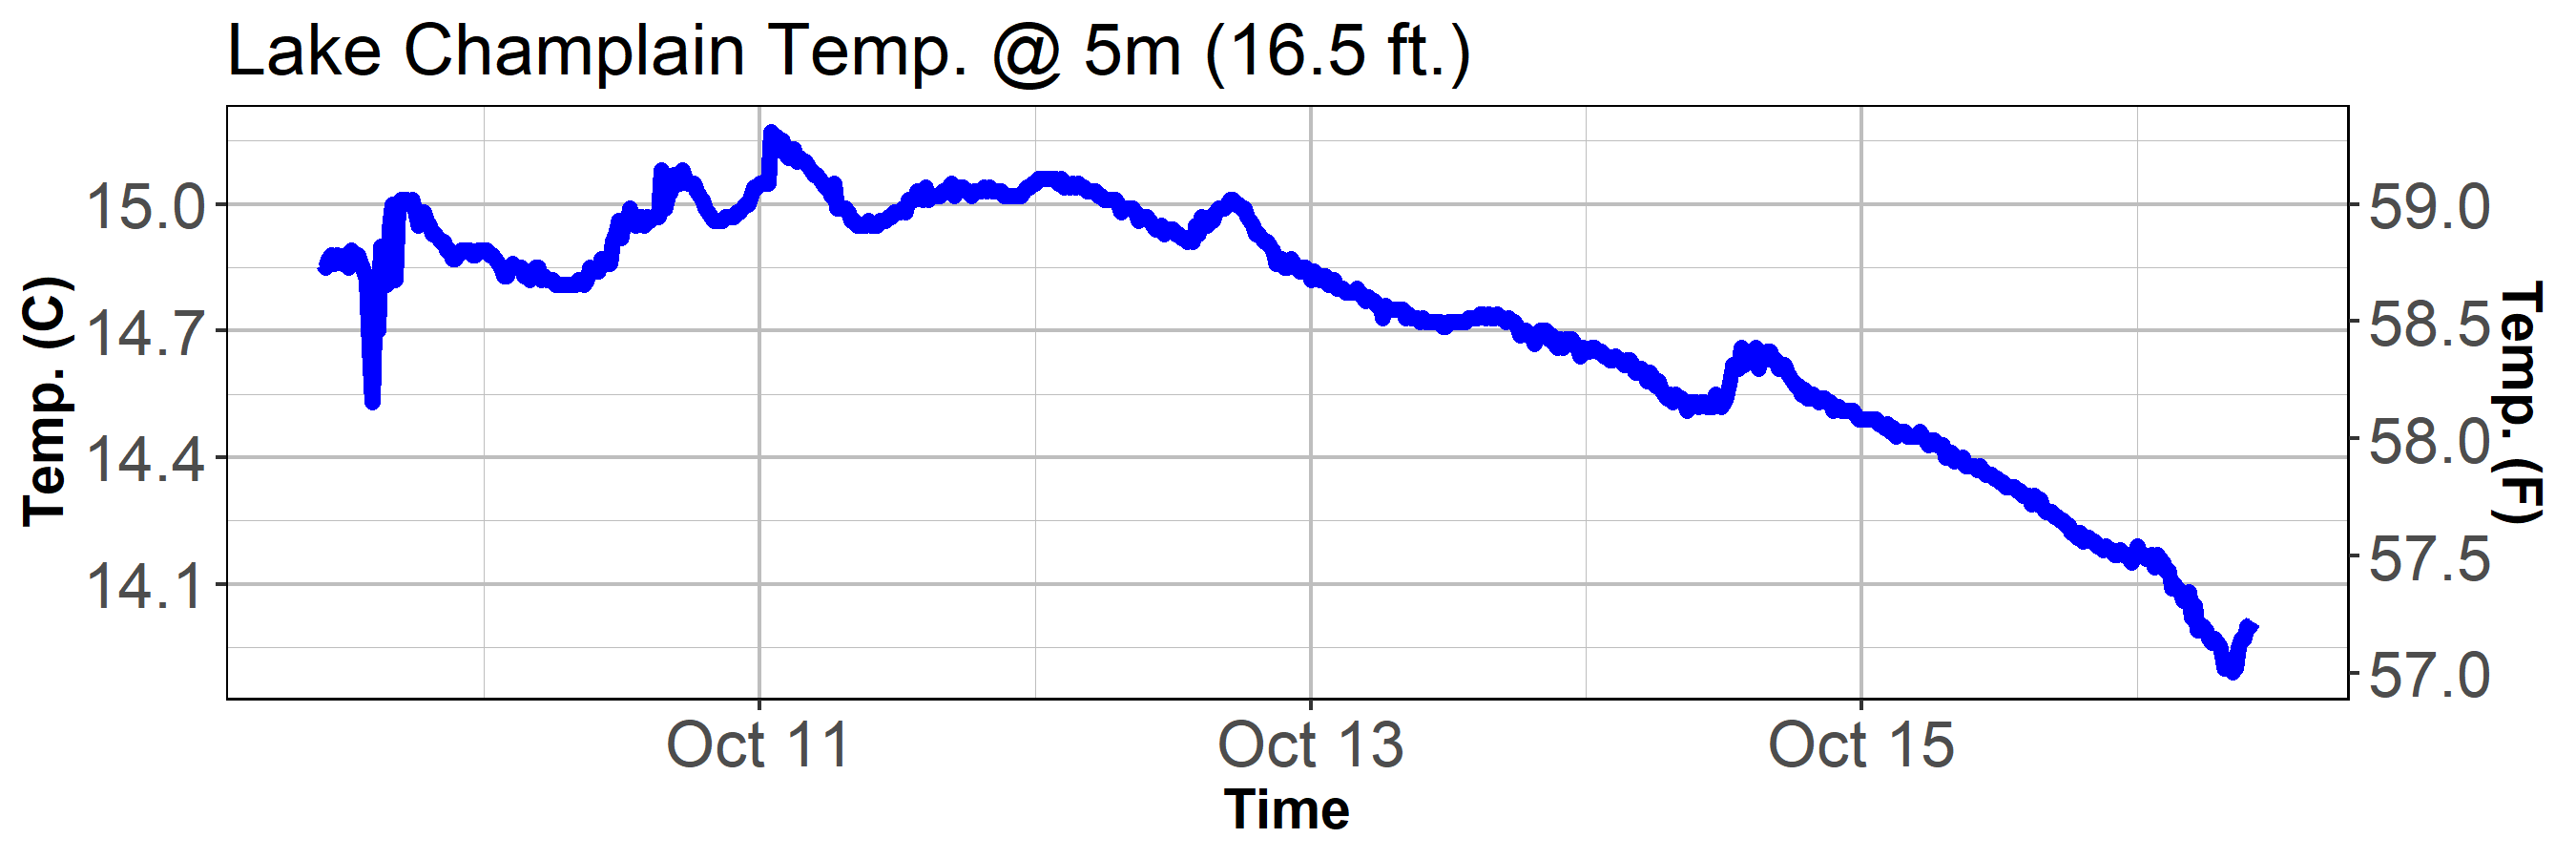 Lake Champlain Temp. @ 5m (16.5 ft.)
Temp. (C)
15.0
14.7
14.4
14.1
59.0
58.5
58.0
57.5
57.0
Temp. (F)
Oct 11 Oct 13 Oct 15
Time